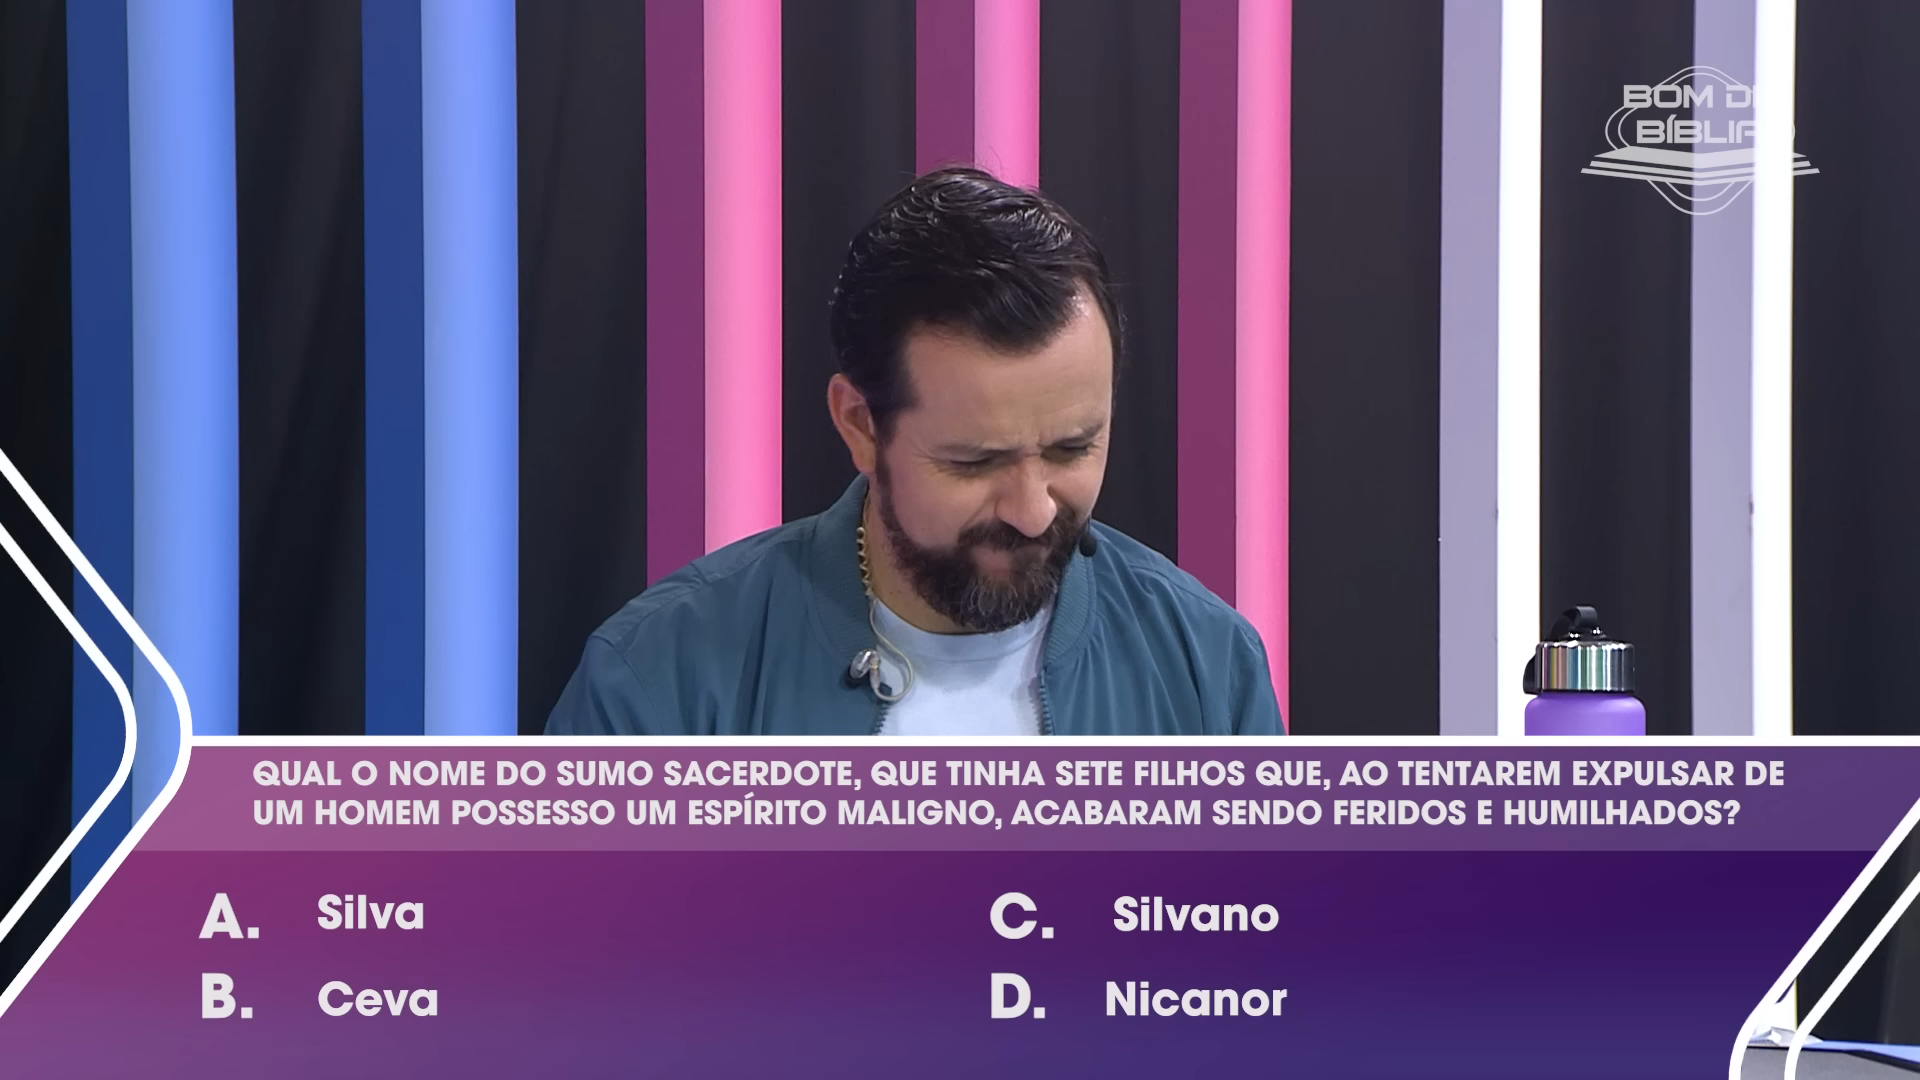 BOM DE
BÍBLIA
QUAL O NOME DO SUMO SACERDOTE, QUE TINHA SETE FILHOS QUE, AO TENTAREM EXPULSAR DE
UM HOMEM POSSESSO UM ESPÍRITO MALIGNO, ACABARAM SENDO FERIDOS E HUMILHADOS?
A. Silva
B. Ceva
C. Silvano
D. Nicanor